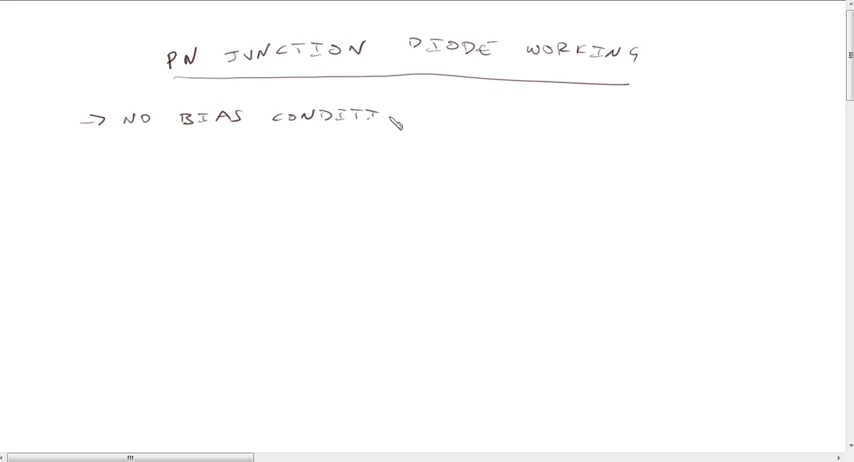 PN JUNCTION DIODE WORKING
→ NO BIAS CONDITI